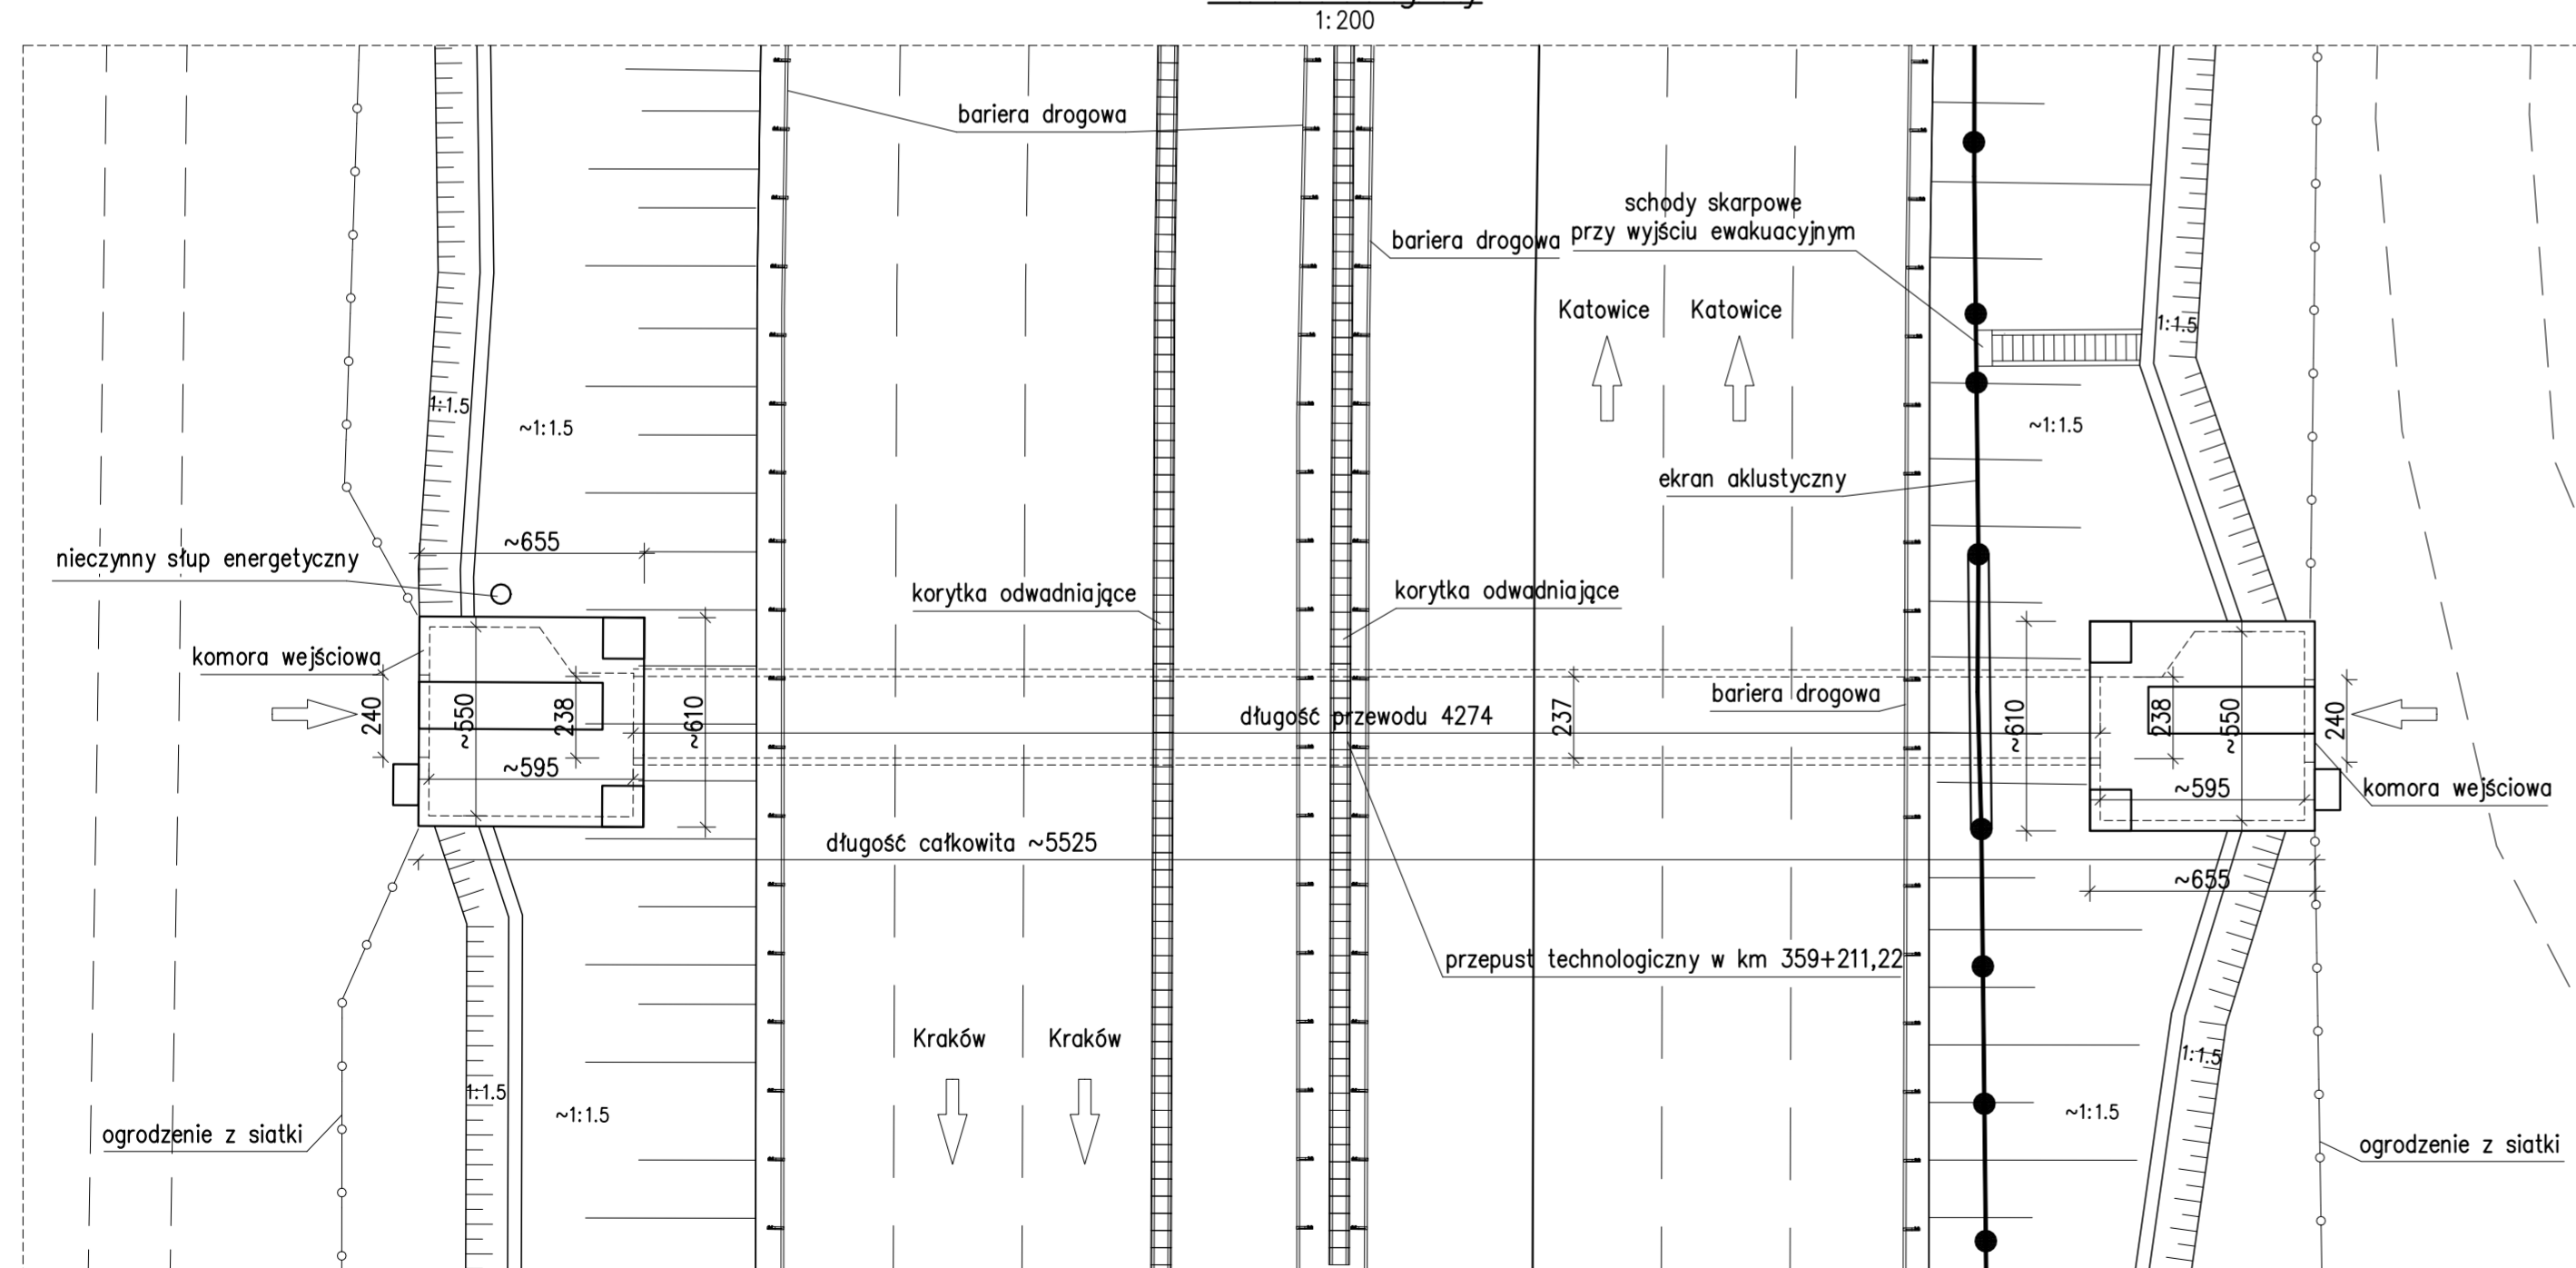 1:200
bariera drogowa
schody skarpowe
przy wyjściu ewakuacyjnym
bariera drogowa
Katowice
Katowice
1:1.5
1:1.5
~1:1.5
~1:1.5
ekran aklustyczny
~655
nieczynny słup energetyczny
korytka odwadniające
korytka odwadniające
komora wejściowa
bariera drogowa
240
~550
238
~610
długość przewodu 4274
237
~610
238
~550
240
~595
~595
komora wejściowa
długość całkowita ~5525
~655
przepust technologiczny w km 359+211,22
Kraków
Kraków
1:1.5
1:1.5
~1:1.5
~1:1.5
ogrodzenie z siatki
ogrodzenie z siatki